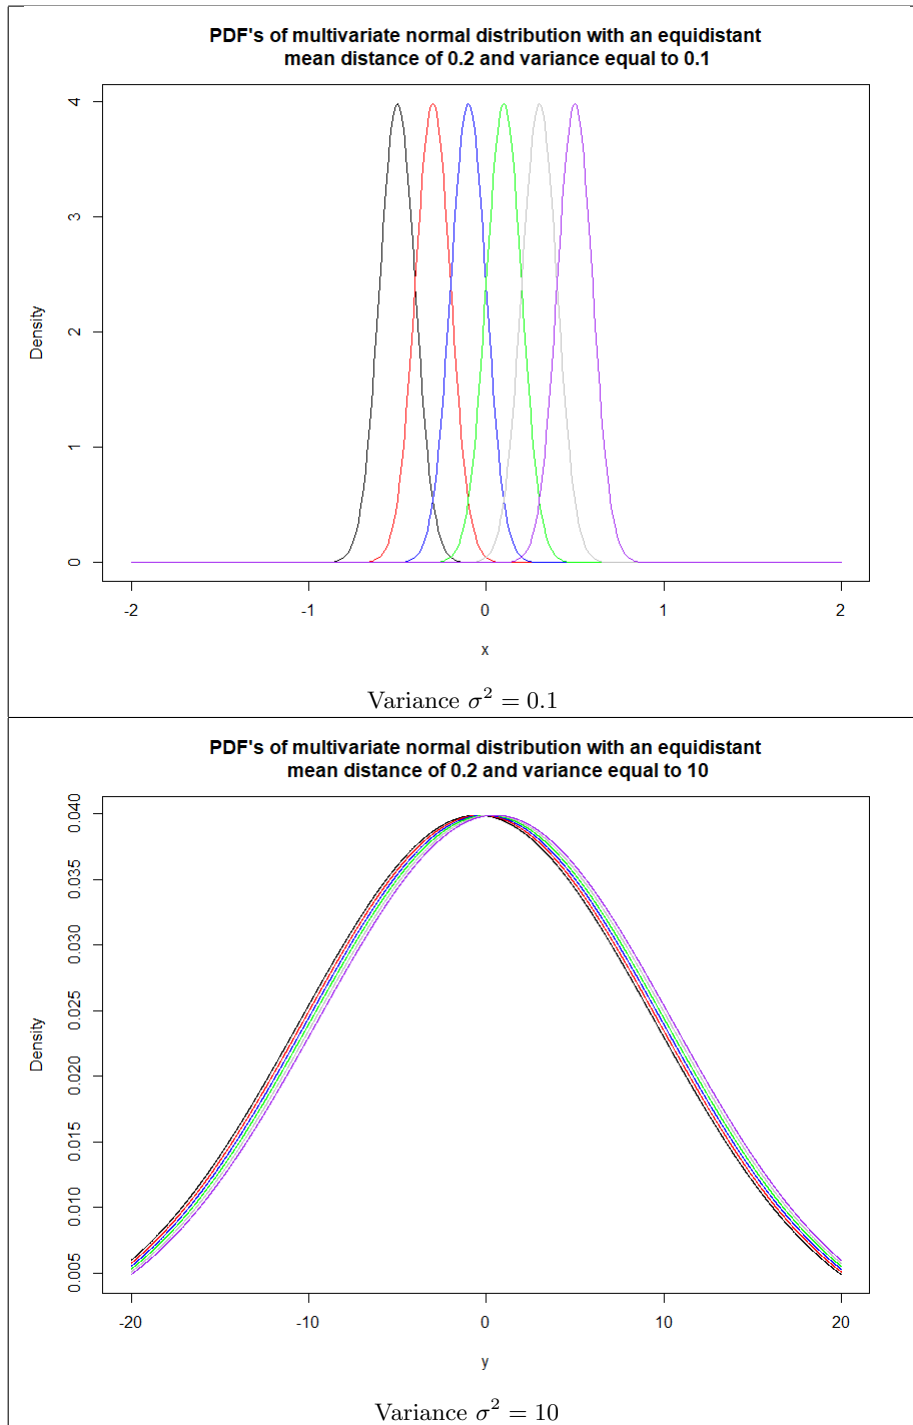 PDF's of multivariate normal distribution with an equidistant
mean distance of 0.2 and variance equal to 0.1
4
3
2
1
0
Density
-2 -1 0 1 2
x
Variance σ² = 0.1
PDF's of multivariate normal distribution with an equidistant
mean distance of 0.2 and variance equal to 10
0.040
0.035
0.030
0.025
0.020
0.015
0.010
0.005
Density
-20 -10 0 10 20
y
Variance σ² = 10